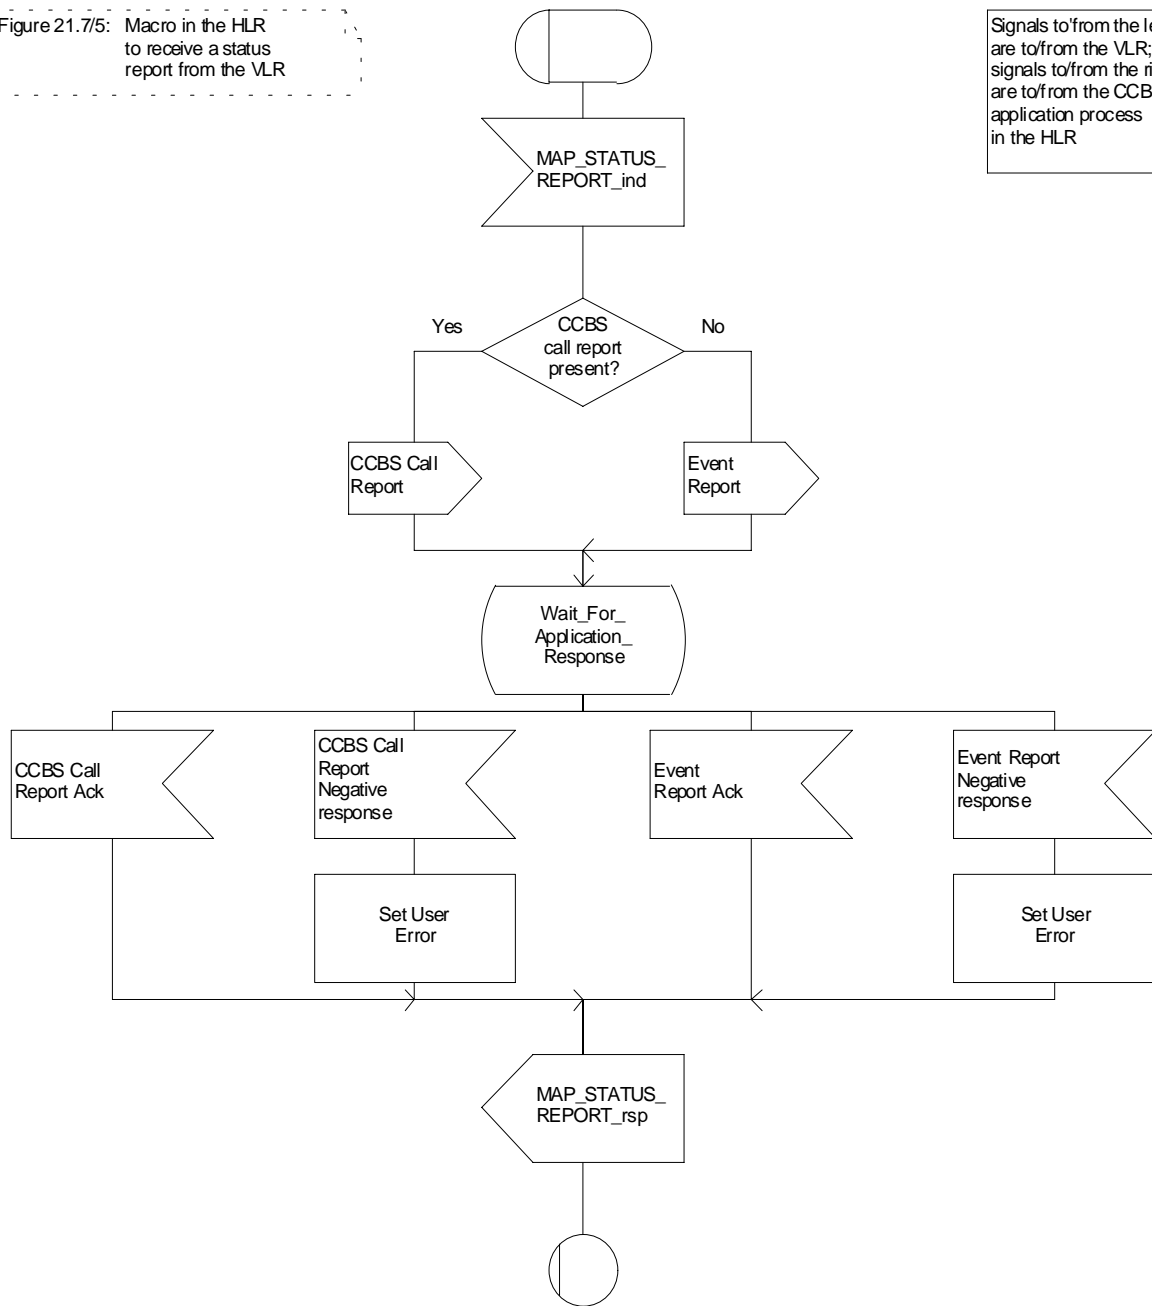 Figure 21.7/5: Macro in the HLR
to receive a status
report from the VLR
Signals to'from the le
are to/from the VLR;
signals to/from the ri
are to/from the CCB
application process
in the HLR
MAP_STATUS_
REPORT_ind
Yes
CCBS
call report
present?
No
CCBS Call
Report
Event
Report
Wait_For_
Application_
Response
CCBS Call
Report Ack
CCBS Call
Report
Negative
response
Event
Report Ack
Event Report
Negative
response
Set User
Error
Set User
Error
MAP_STATUS_
REPORT_rsp